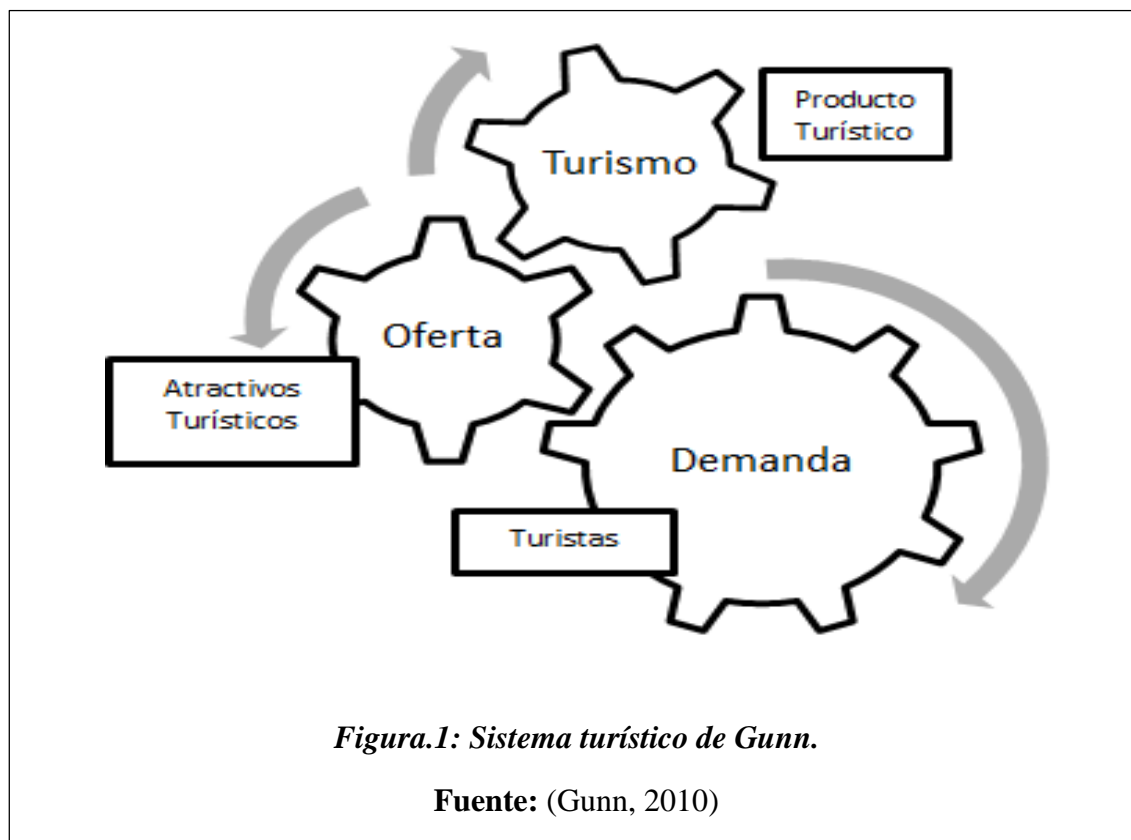 Producto
Turístico
Turismo
Oferta
Atractivos
Turísticos
Demanda
Turistas
Figura.1: Sistema turístico de Gunn.
Fuente: (Gunn, 2010)